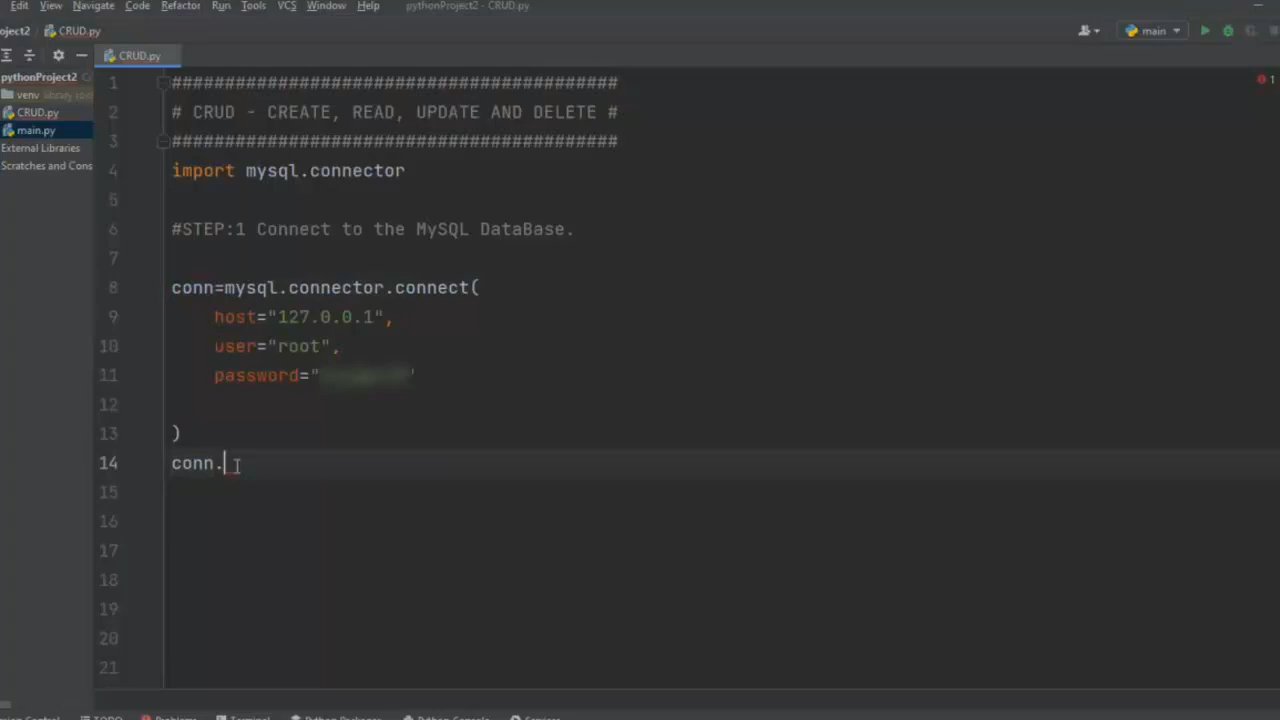 Edit View Navigate Code Refactor Run Tools VCS Window Help pythonProject2 - CRUD.py
oject2 CRUD.py main
CRUD.py
pythonProject2
venv library
CRUD.py
main.py
External Libraries
Scratches and Cons
1 ##########################################
2 # CRUD - CREATE, READ, UPDATE AND DELETE #
3 ##########################################
4 import mysql.connector
5
6 #STEP:1 Connect to the MySQL DataBase.
7
8 conn=mysql.connector.connect(
9 host="127.0.0.1",
10 user="root",
11 password="
12
13 )
14 conn.
15
16
17
18
19
20
21
1
TODO Problems Terminal Python Packages Python Console Services